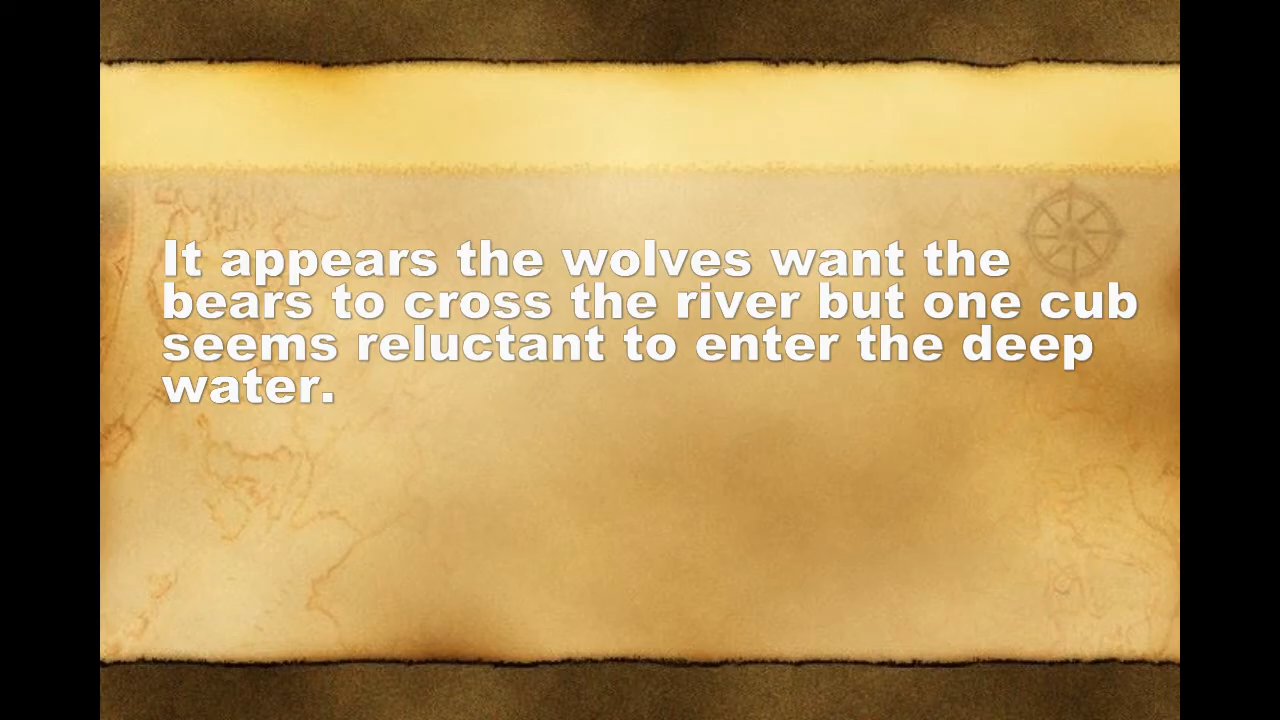 It appears the wolves want the
bears to cross the river but one cub
seems reluctant to enter the deep
water.